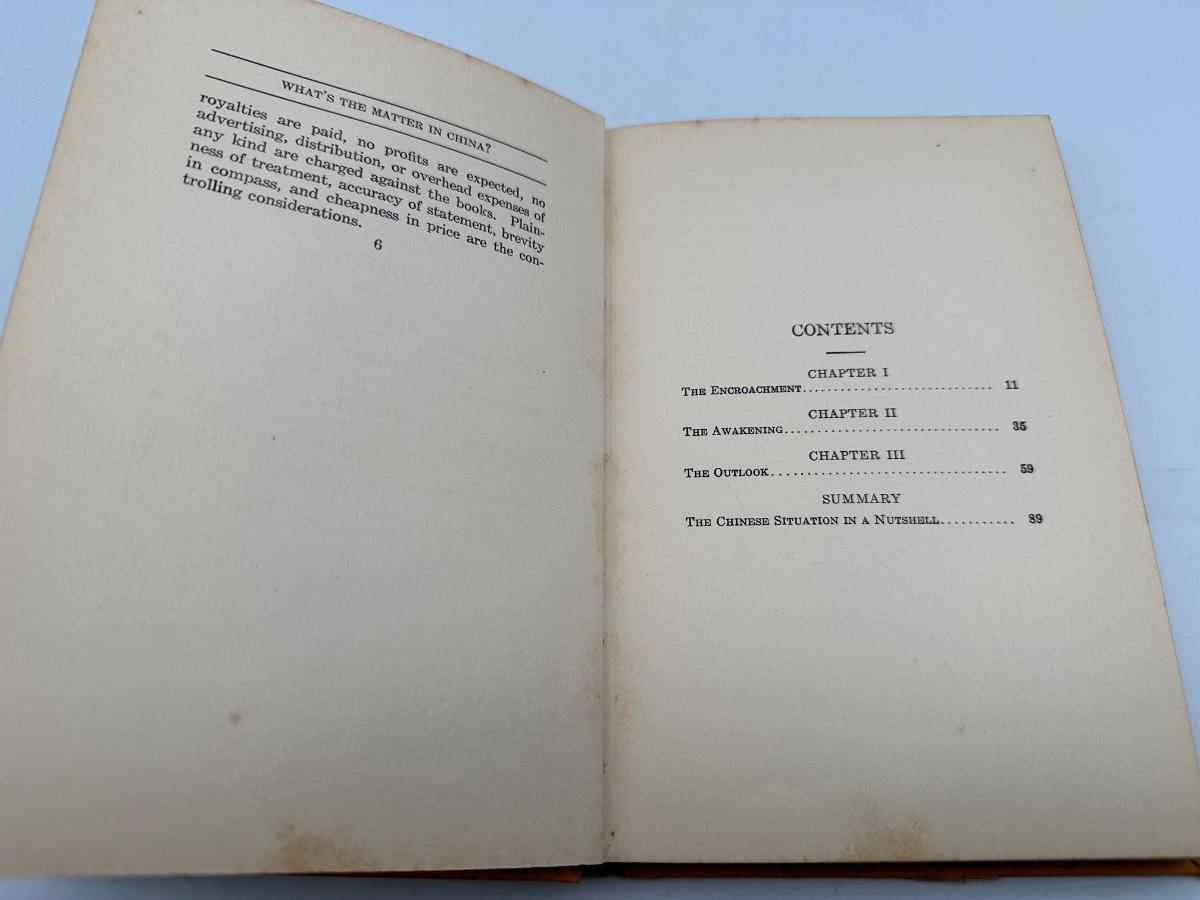 WHAT'S THE MATTER IN CHINA?
royalties are paid, no profits are expected, no
advertising, distribution, or overhead expenses of
any kind are charged against the books. Plain-
ness of treatment, accuracy of statement, brevity
in compass, and cheapness in price are the con-
trolling considerations.
6
CONTENTS
CHAPTER I
THE ENCROACHMENT........................... 11
CHAPTER II
THE AWAKENING.............................. 35
CHAPTER III
THE OUTLOOK................................ 59
SUMMARY
THE CHINESE SITUATION IN A NUTSHELL........... 89